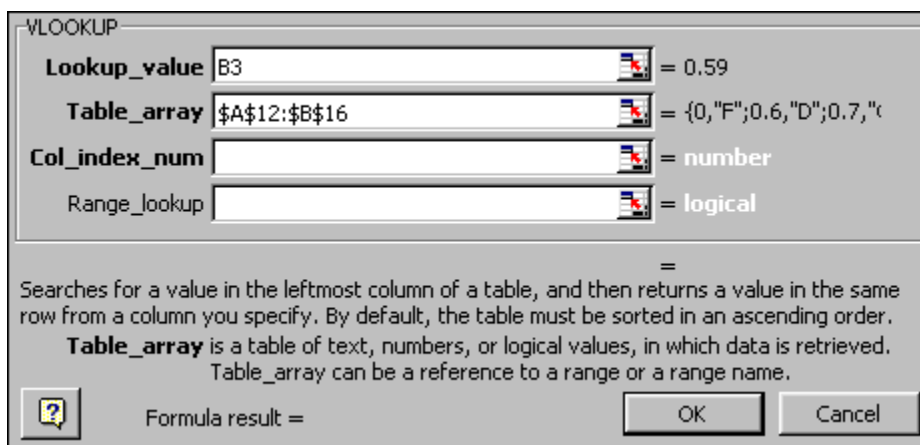 VLOOKUP
Lookup_value B3 = 0.59
Table_array $A$12:$B$16 = {0,"F";0.6,"D";0.7,"
Col_index_num = number
Range_lookup = logical
=
Searches for a value in the leftmost column of a table, and then returns a value in the same
row from a column you specify. By default, the table must be sorted in an ascending order.
Table_array is a table of text, numbers, or logical values, in which data is retrieved.
Table_array can be a reference to a range or a range name.
? Formula result = OK Cancel